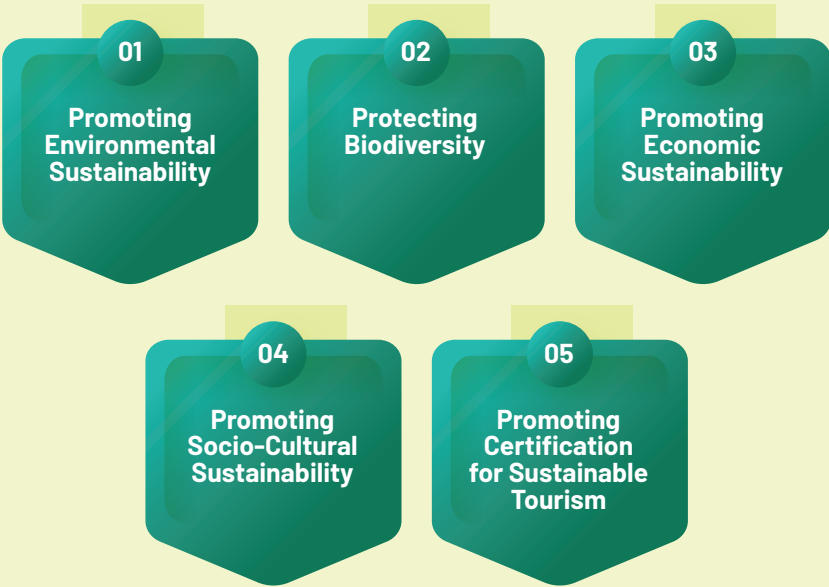 01
Promoting
Environmental
Sustainability
02
Protecting
Biodiversity
03
Promoting
Economic
Sustainability
04
Promoting
Socio-Cultural
Sustainability
05
Promoting
Certification
for Sustainable
Tourism